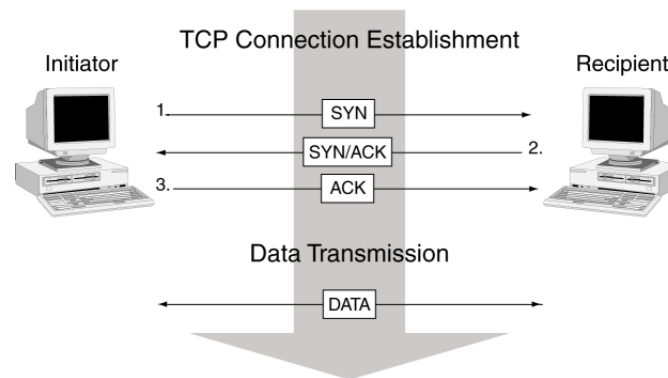 TCP Connection Establishment
Initiator
Recipient
1.
SYN
SYN/ACK
2.
3.
ACK
Data Transmission
DATA